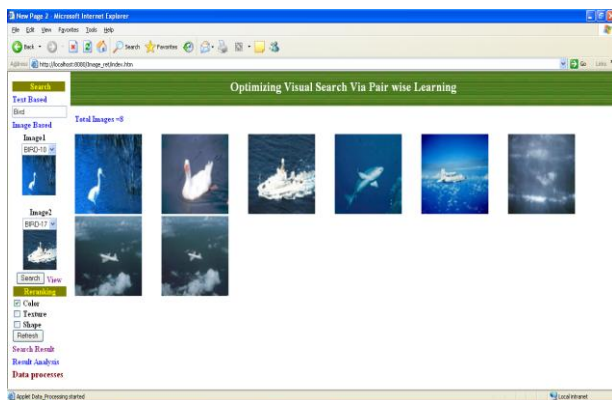 New Page 2 - Microsoft Internet Explorer
File Edit View Favorites Tools Help
Back Search Favorites
Address http://localhost:8080/Image_ret/index.htm Go Links
Optimizing Visual Search Via Pair wise Learning
Search
Text Based
Bird
Image Based
Image1
BIRD-18
Image2
BIRD-17
Search View
Reranking
Color
Texture
Shape
Refresh
Search Result
Result Analysis
Data processes
Total Images =8
Applet Data_Processing started
Local intranet